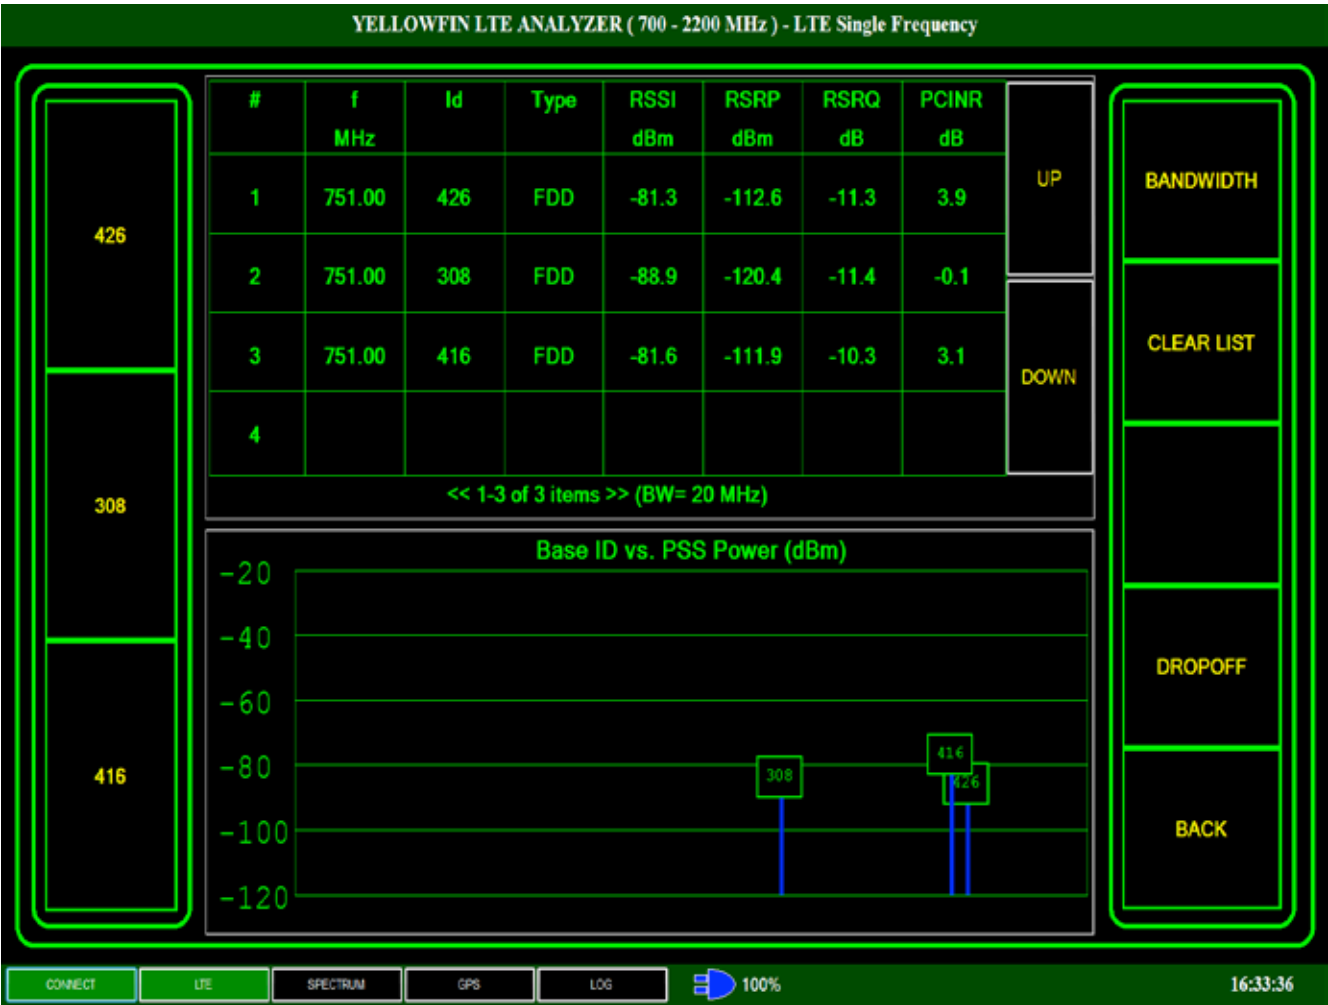 YELLOWFIN LTE ANALYZER ( 700 - 2200 MHz ) - LTE Single Frequency
426
308
416
# f Id Type RSSI RSRP RSRQ PCINR
MHz dBm dBm dB dB
1 751.00 426 FDD -81.3 -112.6 -11.3 3.9
2 751.00 308 FDD -88.9 -120.4 -11.4 -0.1
3 751.00 416 FDD -81.6 -111.9 -10.3 3.1
4
<< 1-3 of 3 items >> (BW= 20 MHz)
UP
DOWN
Base ID vs. PSS Power (dBm)
-20
-40
-60
-80
-100
-120
308
416
426
BANDWIDTH
CLEAR LIST
DROPOFF
BACK
CONNECT LTE SPECTRUM GPS LOG 100% 16:33:36